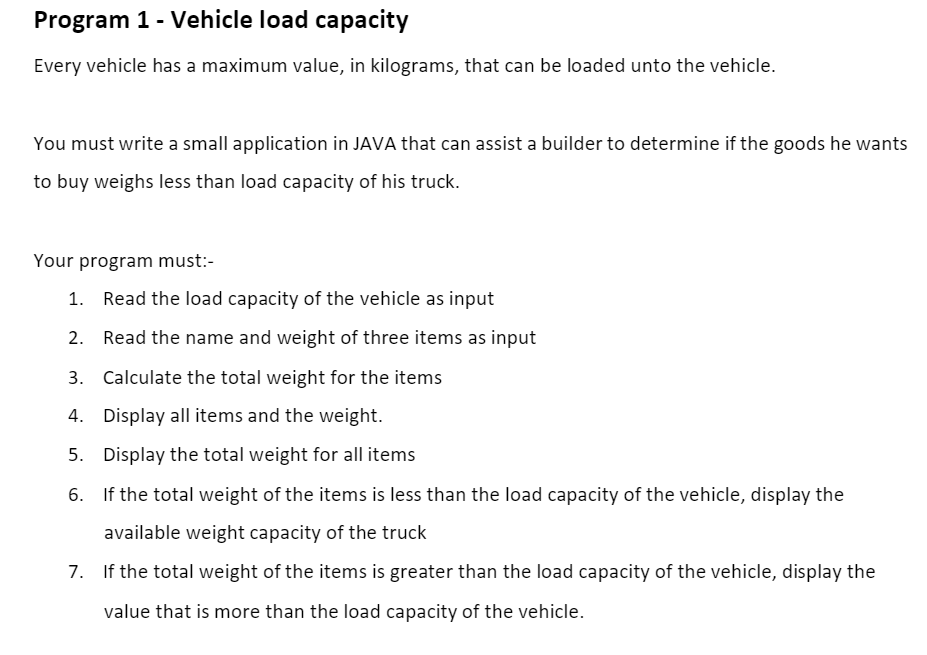 Program 1 - Vehicle load capacity
Every vehicle has a maximum value, in kilograms, that can be loaded unto the vehicle.
You must write a small application in JAVA that can assist a builder to determine if the goods he wants
to buy weighs less than load capacity of his truck.
Your program must:-
1. Read the load capacity of the vehicle as input
2. Read the name and weight of three items as input
3. Calculate the total weight for the items
4. Display all items and the weight.
5. Display the total weight for all items
6. If the total weight of the items is less than the load capacity of the vehicle, display the
available weight capacity of the truck
7. If the total weight of the items is greater than the load capacity of the vehicle, display the
value that is more than the load capacity of the vehicle.